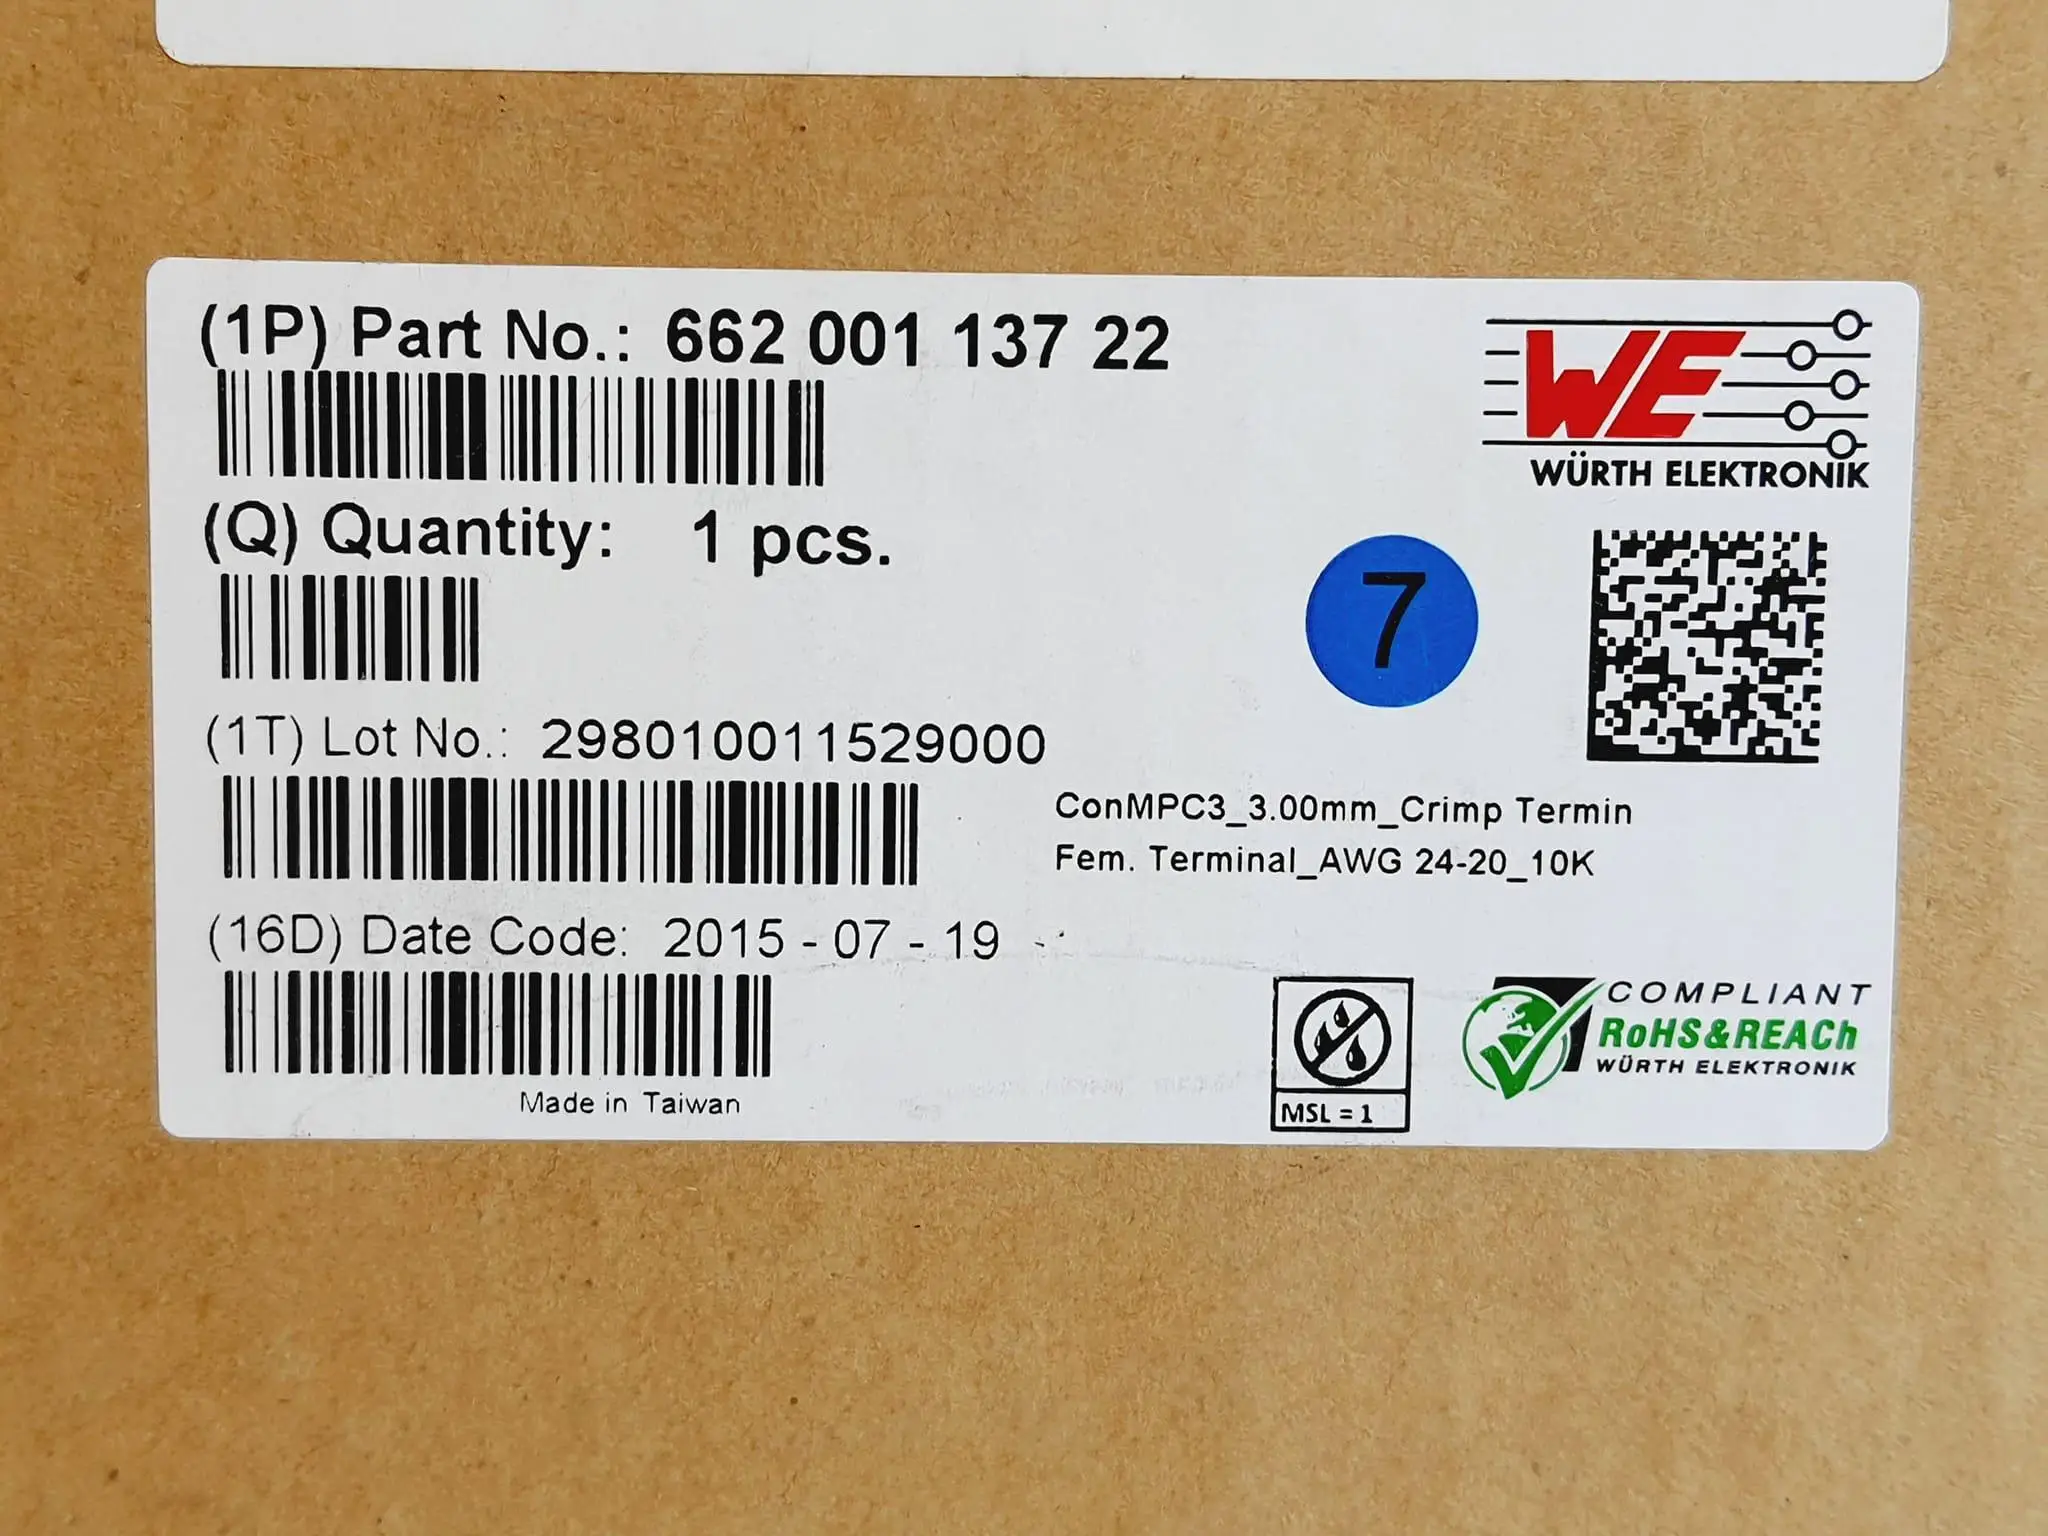 (1P) Part No.: 662 001 137 22
WE
WÜRTH ELEKTRONIK
(Q) Quantity: 1 pcs.
7
(1T) Lot No.: 298010011529000
ConMPC3_3.00mm_Crimp Termin
Fem. Terminal_AWG 24-20_10K
(16D) Date Code: 2015 - 07 - 19
Made in Taiwan
MSL = 1
COMPLIANT
RoHS&REACh
WÜRTH ELEKTRONIK